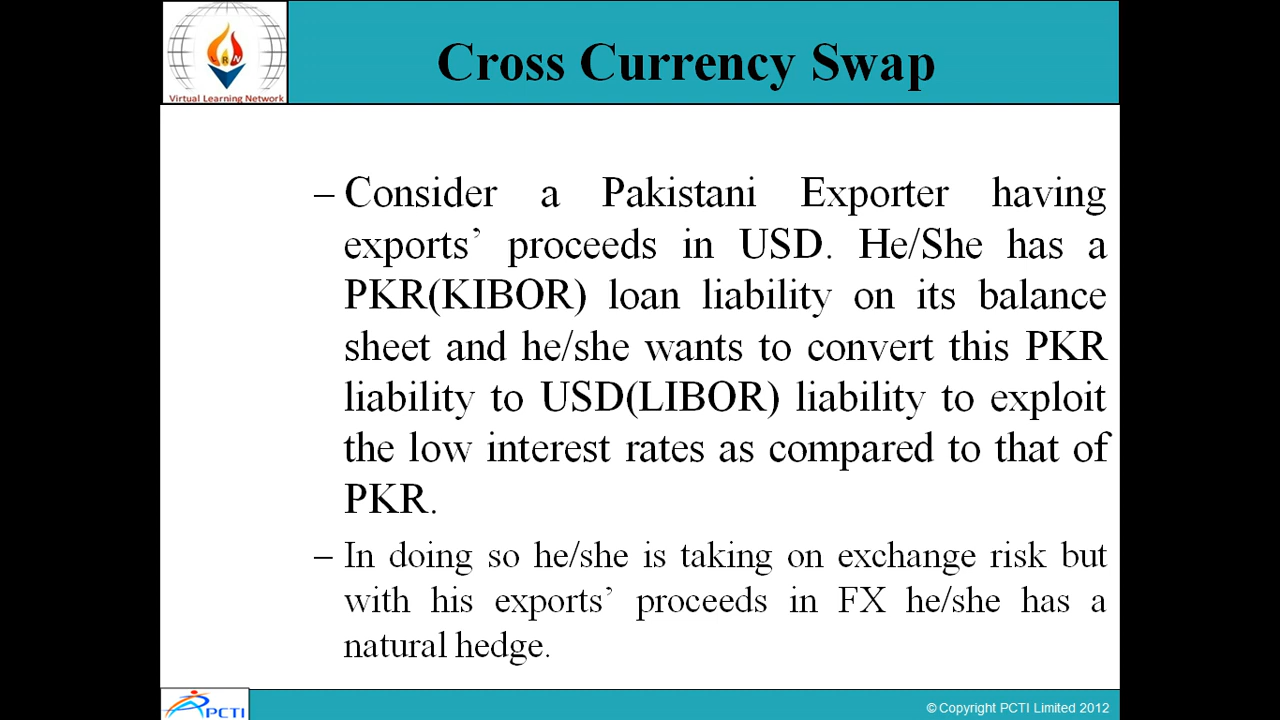 Cross Currency Swap
Virtual Learning Network
– Consider a Pakistani Exporter having
exports’ proceeds in USD. He/She has a
PKR(KIBOR) loan liability on its balance
sheet and he/she wants to convert this PKR
liability to USD(LIBOR) liability to exploit
the low interest rates as compared to that of
PKR.
– In doing so he/she is taking on exchange risk but
with his exports’ proceeds in FX he/she has a
natural hedge.
PCTI
© Copyright PCTI Limited 2012